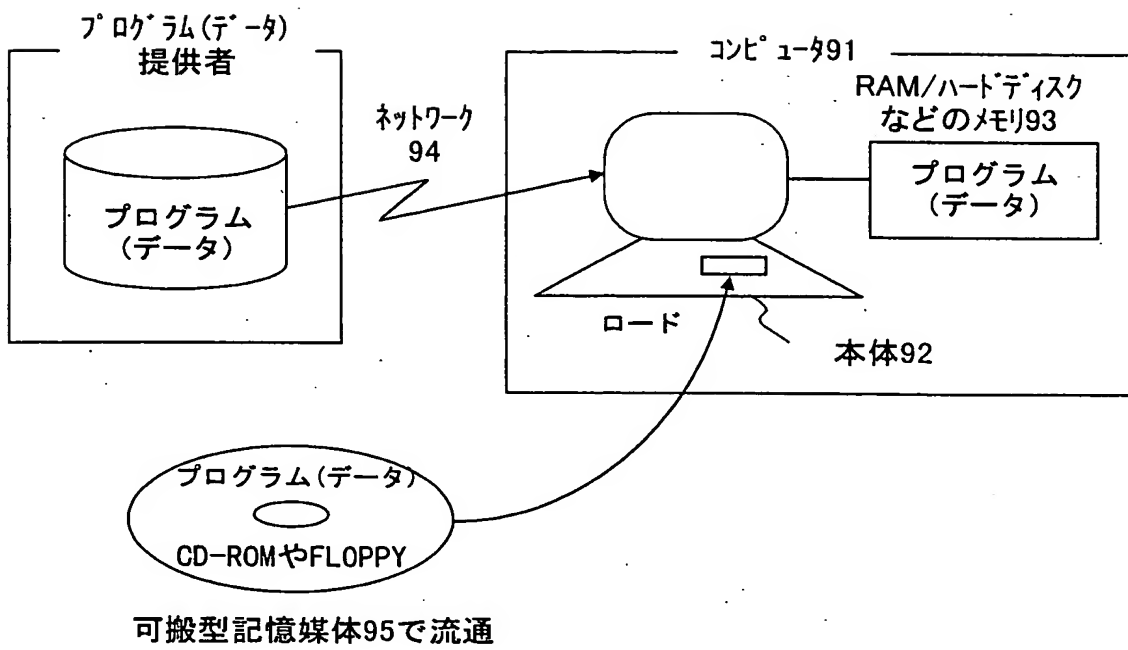 プログラム(データ)
提供者
プログラム
(データ)
ネットワーク
94
コンピュータ91
RAM/ハードディスク
などのメモリ93
プログラム
(データ)
ロード
本体92
プログラム(データ)
CD-ROMやFLOPPY
可搬型記憶媒体95で流通